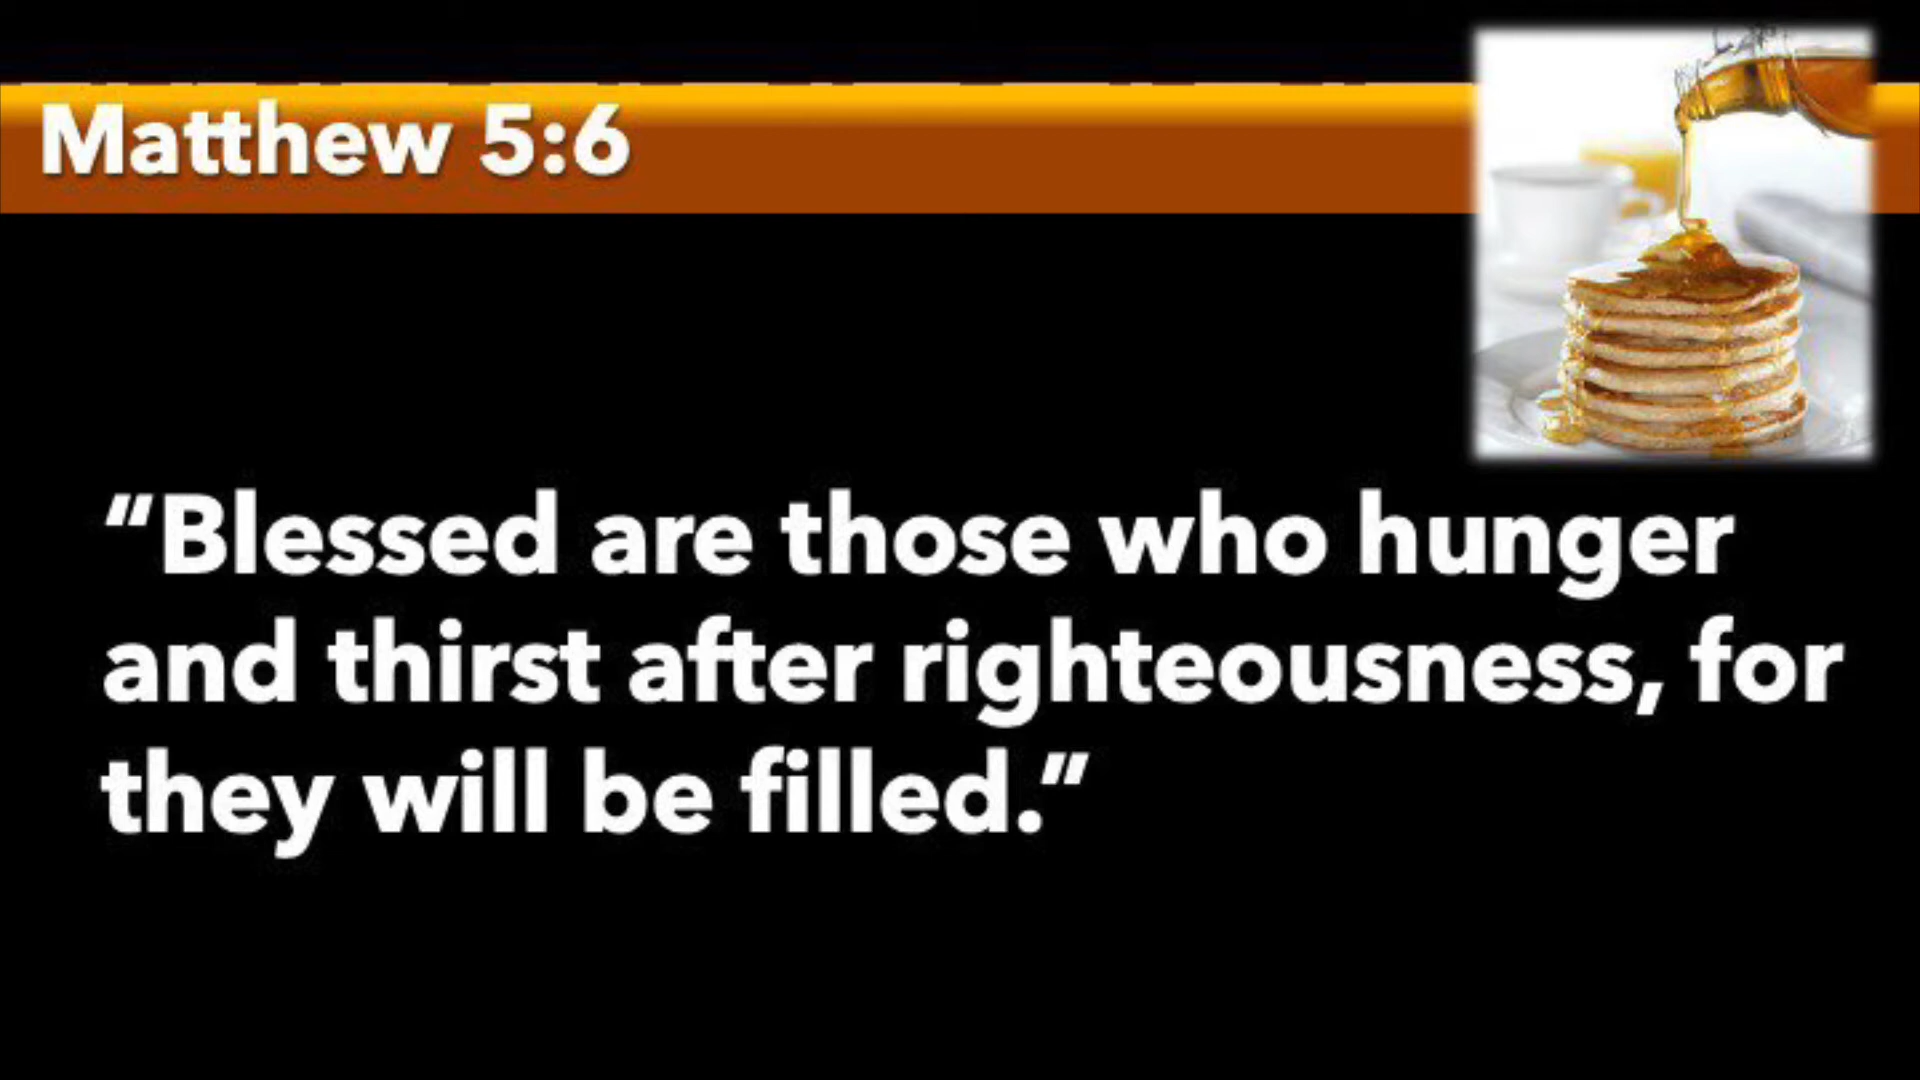 Matthew 5:6
“Blessed are those who hunger
and thirst after righteousness, for
they will be filled.”